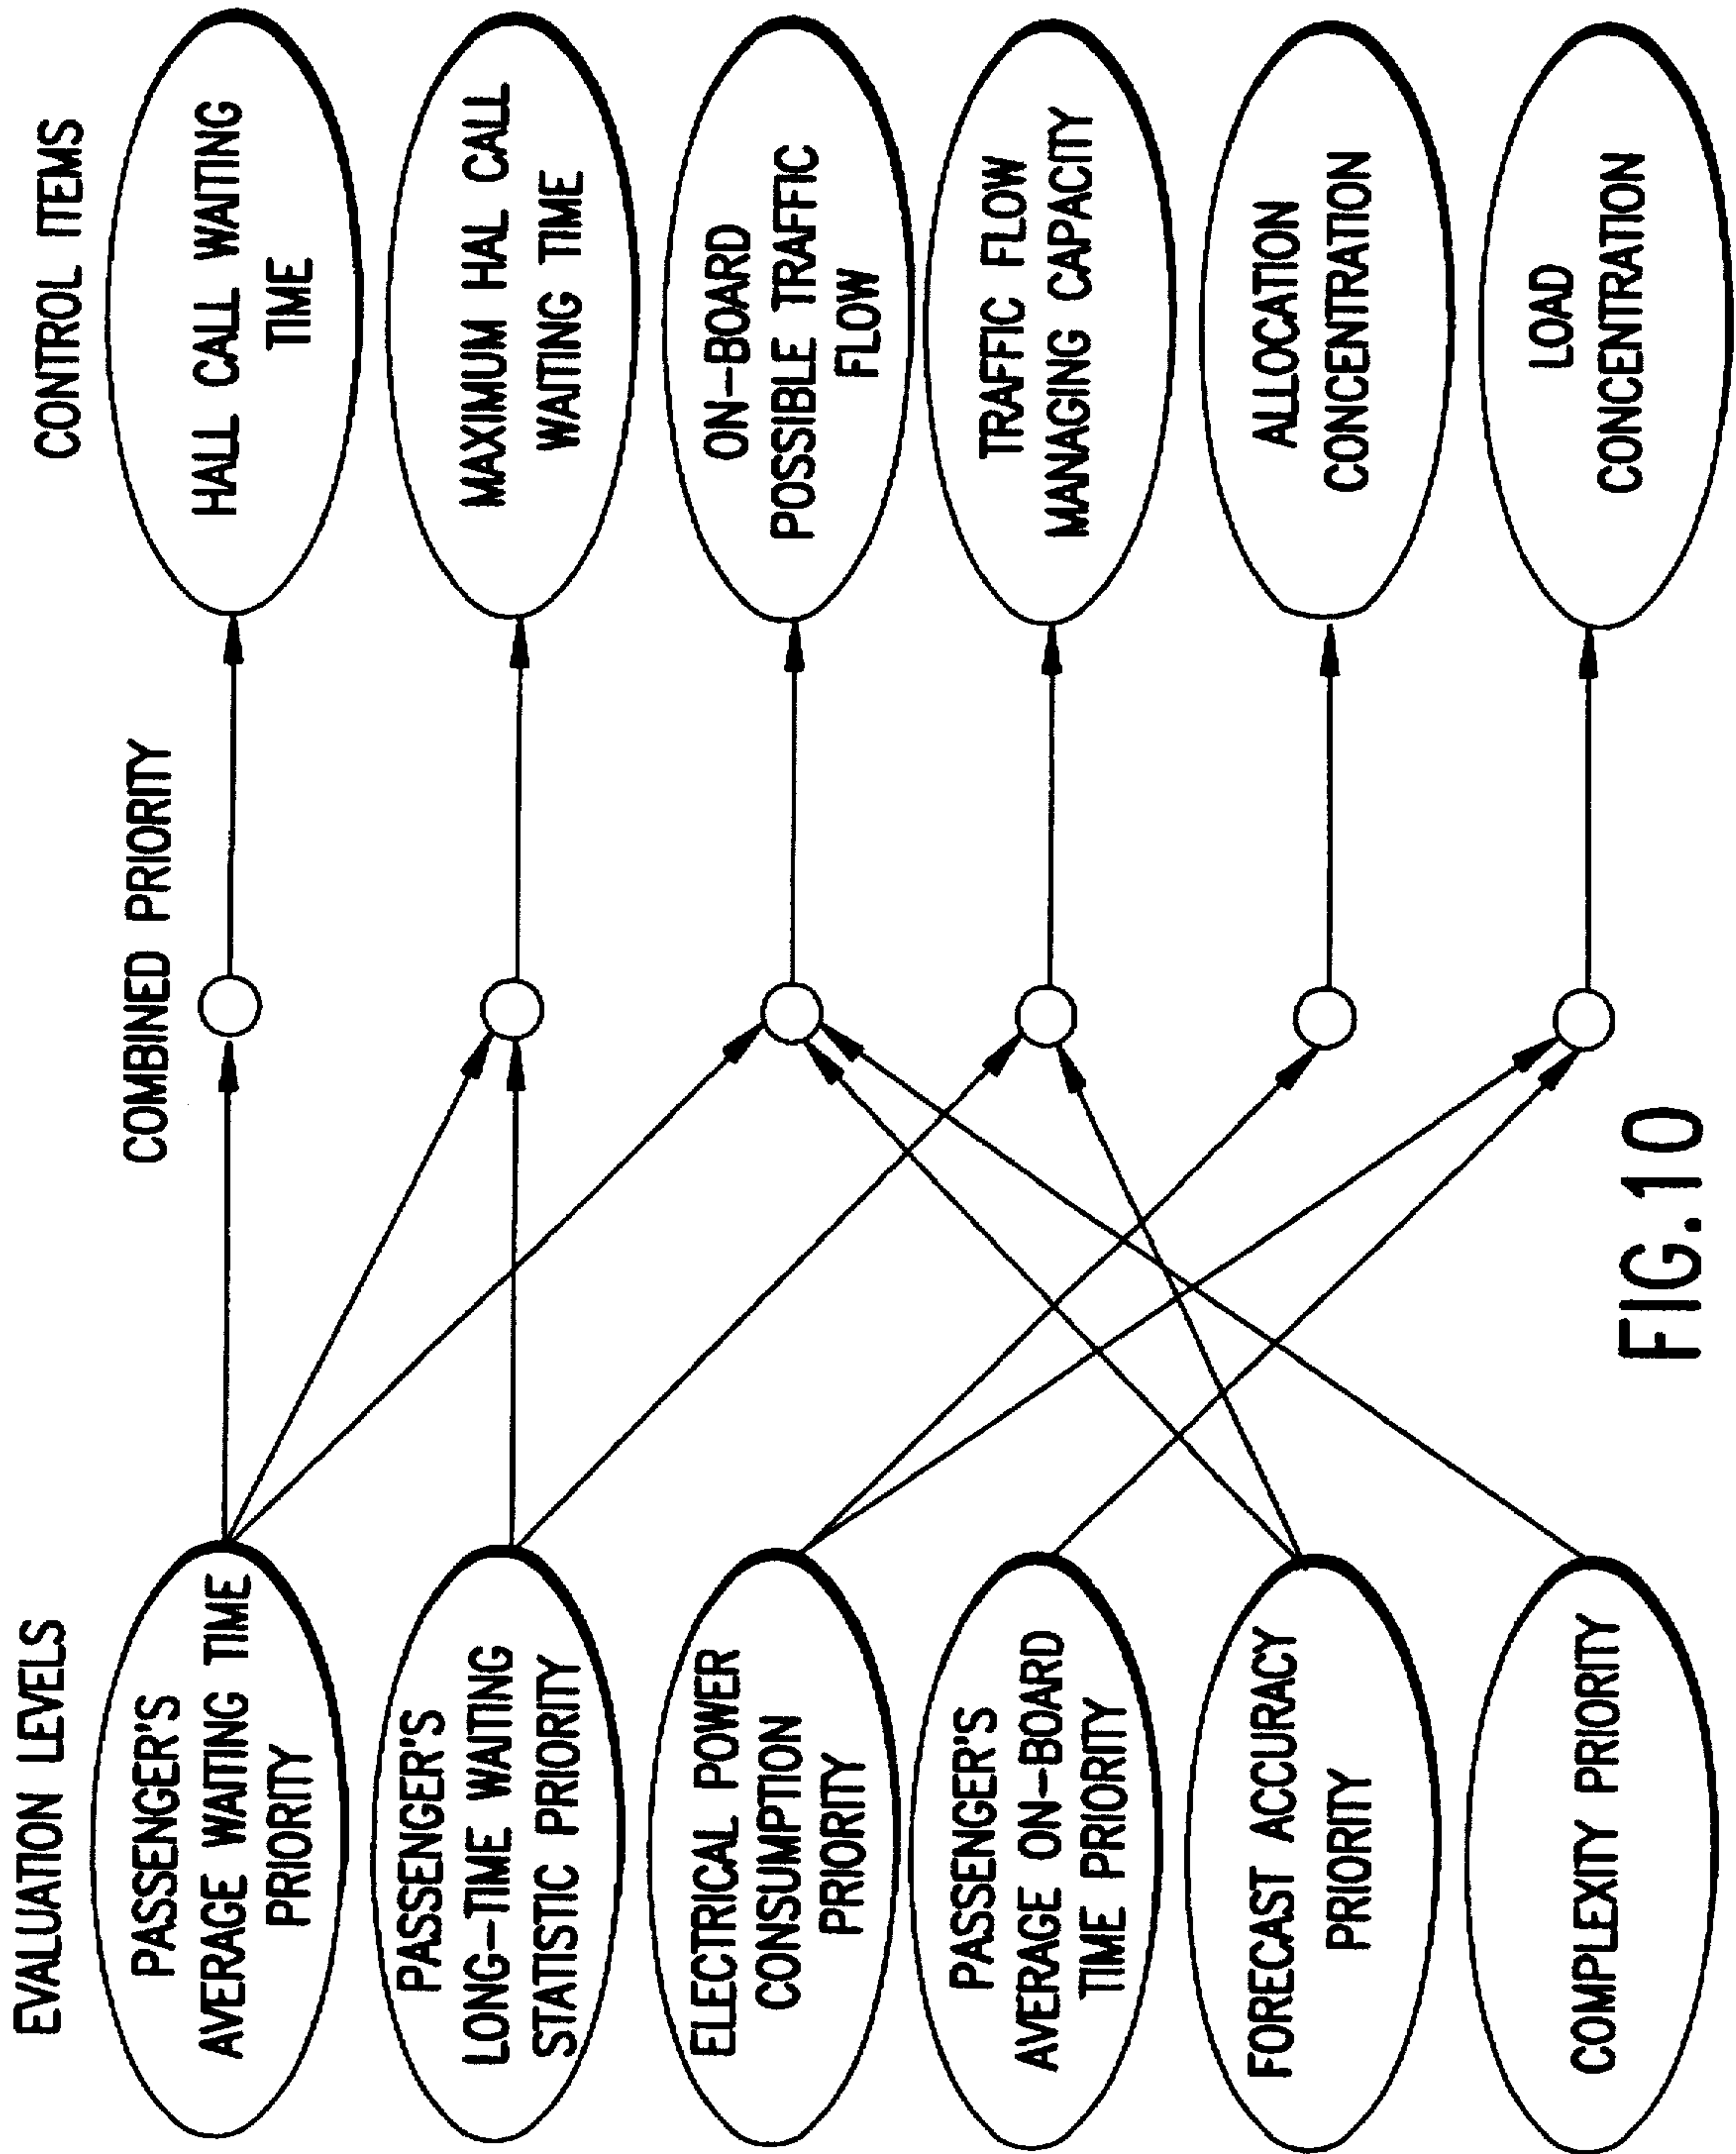 EVALUATION LEVELS
PASSENGER'S
AVERAGE WAITING TIME
PRIORITY
PASSENGER'S
LONG-TIME WAITING
STATISTIC PRIORITY
ELECTRICAL POWER
CONSUMPTION
PRIORITY
PASSENGER'S
AVERAGE ON-BOARD
TIME PRIORITY
FORECAST ACCURACY
PRIORITY
COMPLEXITY PRIORITY
COMBINED PRIORITY
CONTROL ITEMS
HALL CALL WAITING
TIME
MAXIMUM HAL CALL
WAITING TIME
ON-BOARD
POSSIBLE TRAFFIC
FLOW
TRAFFIC FLOW
MANAGING CAPACITY
ALLOCATION
CONCENTRATION
LOAD
CONCENTRATION
FIG.10